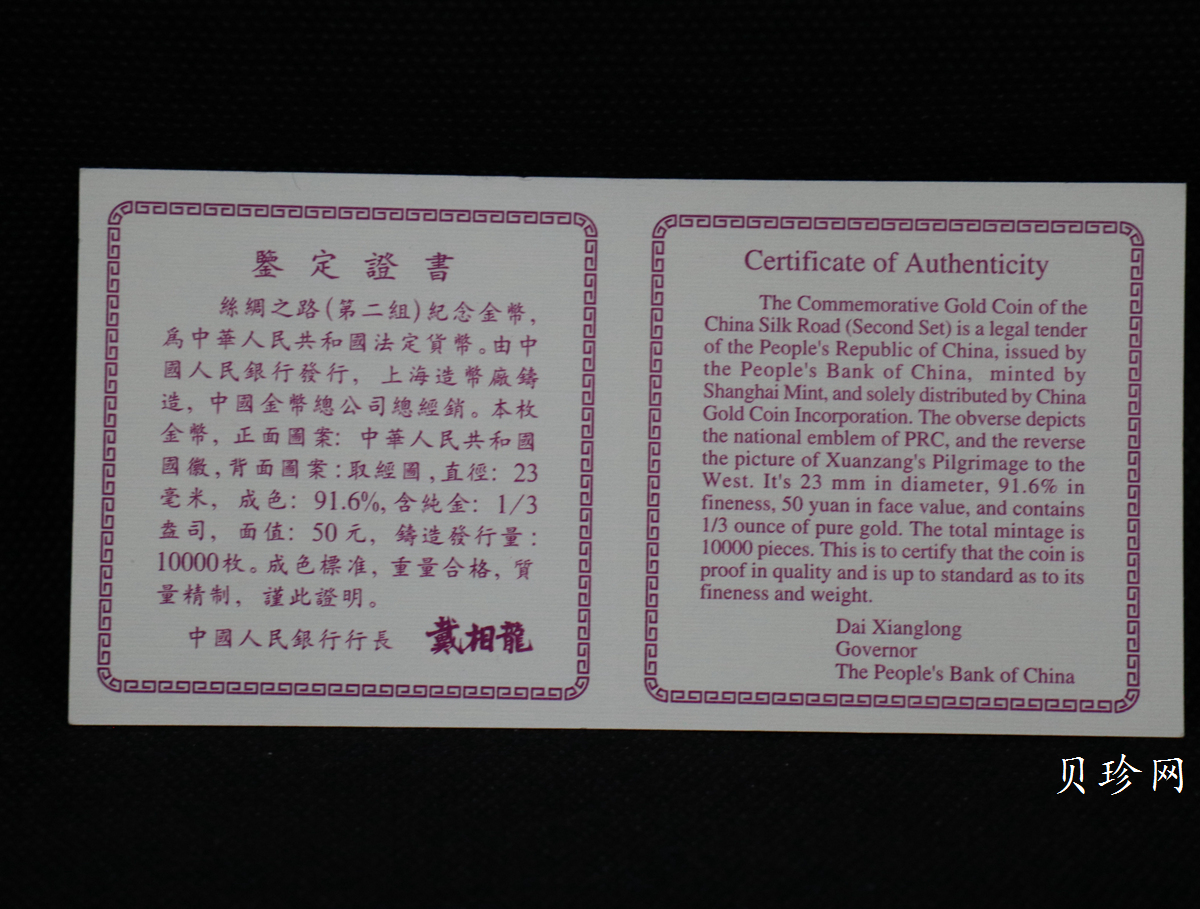 鑒定證書
絲綢之路(第二組)紀念金幣,
爲中華人民共和國法定貨幣。由中
國人民銀行發行, 上海造幣廠鑄
造, 中國金幣總公司總經銷。本枚
金幣, 正面圖案: 中華人民共和國
國徽, 背面圖案: 取經圖, 直徑: 23
毫米, 成色: 91.6%, 含純金: 1/3
盎司, 面值: 50元, 鑄造發行量:
10000枚。成色標准, 重量合格, 質
量精制, 謹此證明。
中國人民銀行行長 戴相龍
Certificate of Authenticity
The Commemorative Gold Coin of the
China Silk Road (Second Set) is a legal tender
of the People's Republic of China, issued by
the People's Bank of China, minted by
Shanghai Mint, and solely distributed by China
Gold Coin Incorporation. The obverse depicts
the national emblem of PRC, and the reverse
the picture of Xuanzang's Pilgrimage to the
West. It's 23 mm in diameter, 91.6% in
fineness, 50 yuan in face value, and contains
1/3 ounce of pure gold. The total mintage is
10000 pieces. This is to certify that the coin is
proof in quality and is up to standard as to its
fineness and weight.
Dai Xianglong
Governor
The People's Bank of China
贝珍网